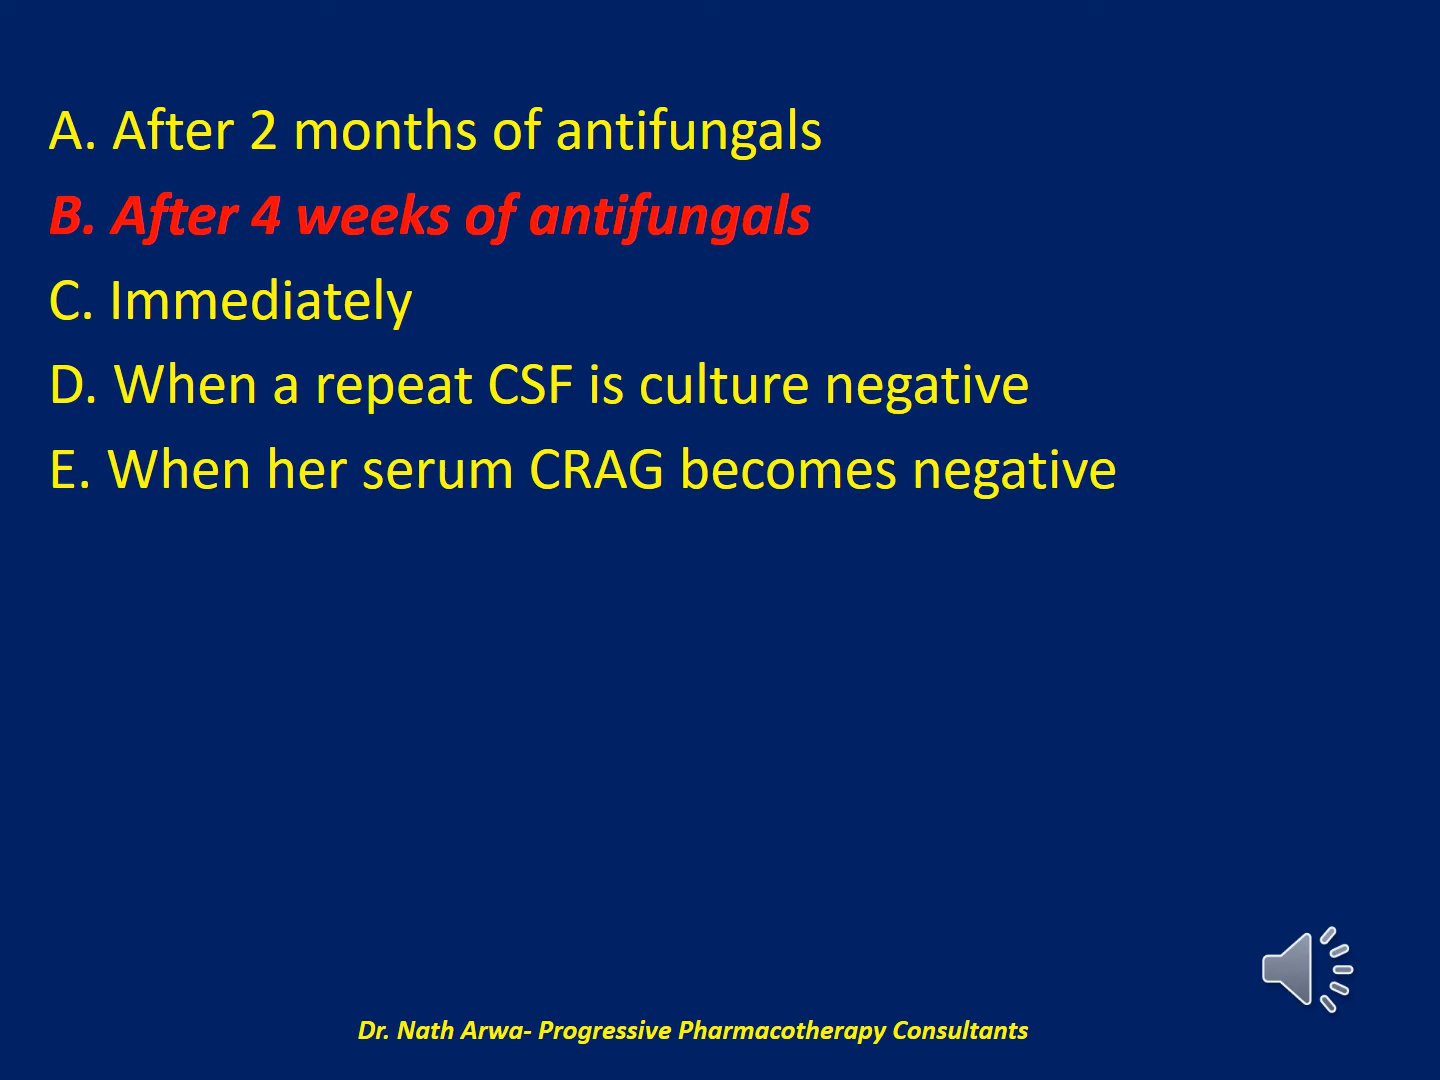 A. After 2 months of antifungals
B. After 4 weeks of antifungals
C. Immediately
D. When a repeat CSF is culture negative
E. When her serum CRAG becomes negative
Dr. Nath Arwa- Progressive Pharmacotherapy Consultants